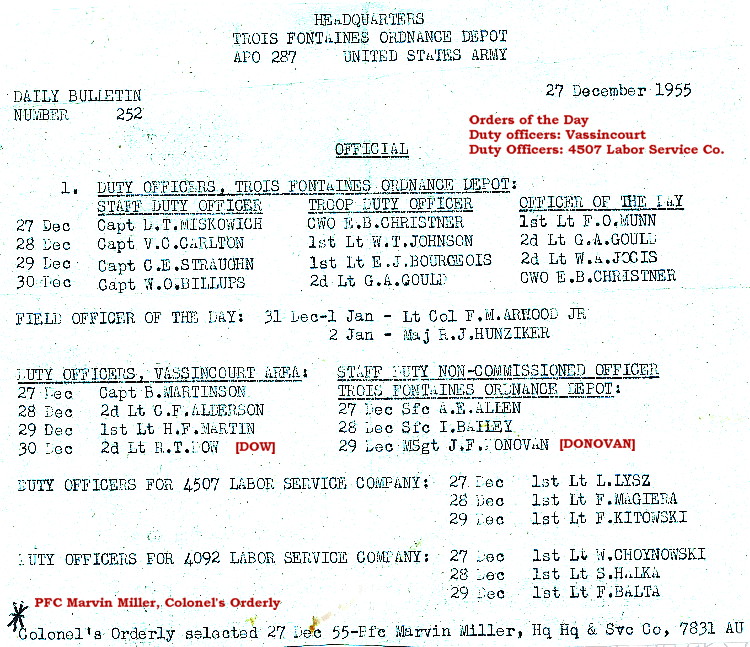 HEADQUARTERS
TROIS FONTAINES ORDNANCE DEPOT
APO 287 UNITED STATES ARMY
27 December 1955
DAILY BULLETIN
NUMBER 252
Orders of the Day
Duty officers: Vassincourt
Duty Officers: 4507 Labor Service Co.
OFFICIAL
1. DUTY OFFICERS, TROIS FONTAINES ORDNANCE DEPOT:
STAFF DUTY OFFICER TROOP DUTY OFFICER OFFICER OF THE DAY
27 Dec Capt D.T.MISKOWICH CWO E.B.CHRISTNER 1st Lt F.O.MUNN
28 Dec Capt V.C.CARLTON 1st Lt W.T.JOHNSON 2d Lt G.A.GOULD
29 Dec Capt C.E.STRAUGHN 1st Lt E.J.BOURGEOIS 2d Lt W.A.JOCIS
30 Dec Capt W.O.BILLUPS 2d Lt G.A.GOULD CWO E.B.CHRISTNER
FIELD OFFICER OF THE DAY: 31 Dec-1 Jan - Lt Col F.M.ARWOOD JR
2 Jan - Maj R.J.HUNZIKER
DUTY OFFICERS, VASSINCOURT AREA:
27 Dec Capt B.MARTINSON
28 Dec 2d Lt C.F.ALDERSON
29 Dec 1st Lt H.F.MARTIN
30 Dec 2d Lt R.T.DOW [DOW]
STAFF DUTY NON-COMMISSIONED OFFICER
TROIS FONTAINES ORDNANCE DEPOT:
27 Dec Sfc A.E.ALLEN
28 Dec Sfc I.BAILEY
29 Dec MSgt J.F.DONOVAN [DONOVAN]
DUTY OFFICERS FOR 4507 LABOR SERVICE COMPANY: 27 Dec 1st Lt L.LYSZ
28 Dec 1st Lt F.MAGIERA
29 Dec 1st Lt F.KITOWSKI
DUTY OFFICERS FOR 4092 LABOR SERVICE COMPANY: 27 Dec 1st Lt W.CHOYNOWSKI
28 Dec 1st Lt S.HALKA
29 Dec 1st Lt F.BALTA
PFC Marvin Miller, Colonel's Orderly
Colonel's Orderly selected 27 Dec 55-Pfc Marvin Miller, Hq Hq & Svc Co, 7831 AU